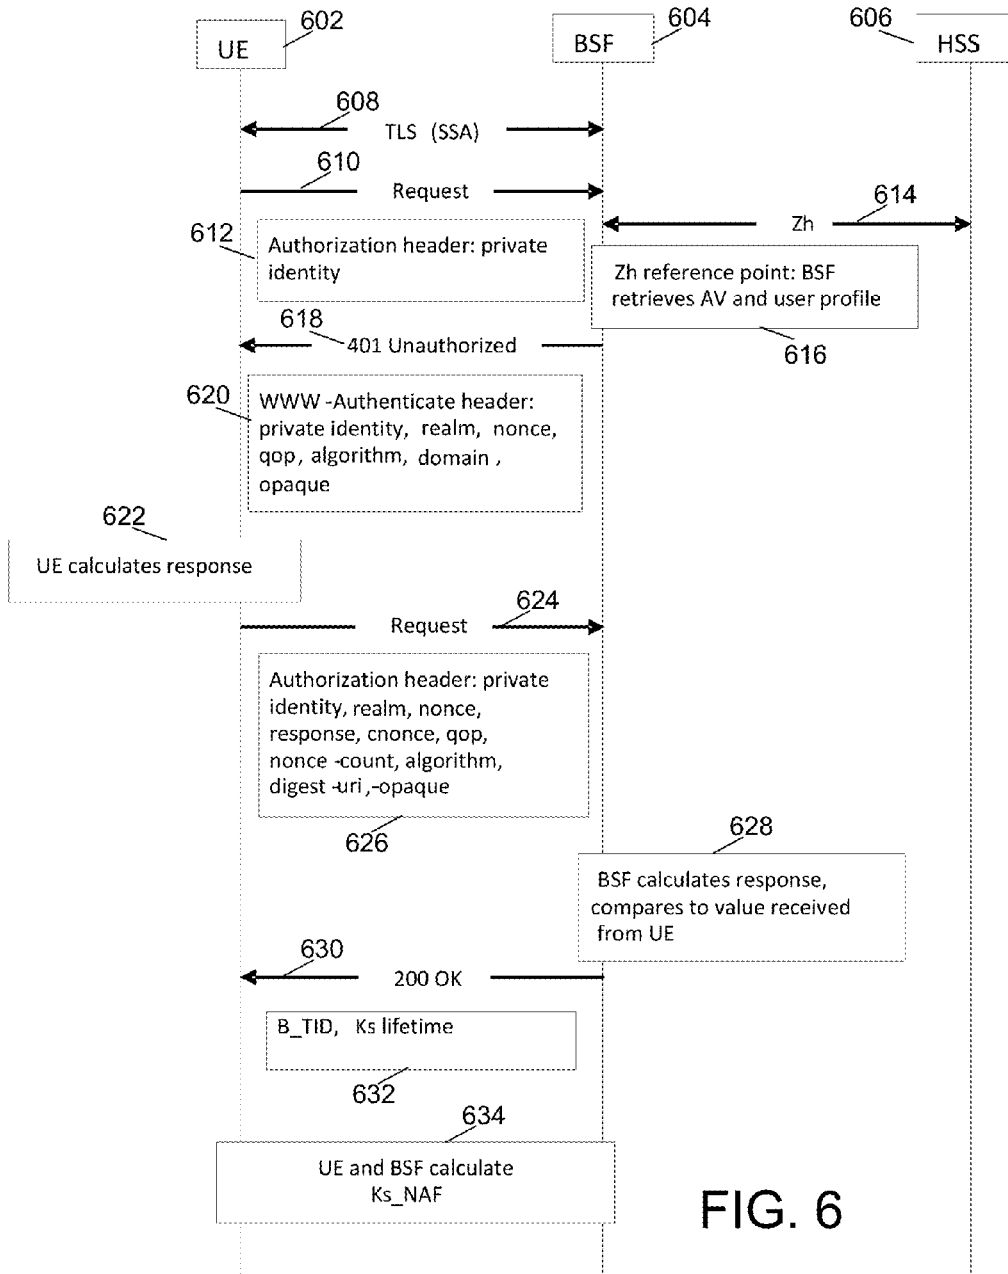 602
604
606
UE
BSF
HSS
608
TLS (SSA)
610
Request
614
Zh
612
Authorization header: private
identity
Zh reference point: BSF
retrieves AV and user profile
616
618
401 Unauthorized
620
WWW -Authenticate header:
private identity, realm, nonce,
qop, algorithm, domain ,
opaque
622
UE calculates response
624
Request
Authorization header: private
identity, realm, nonce,
response, cnonce, qop,
nonce -count, algorithm,
digest -uri,-opaque
626
628
BSF calculates response,
compares to value received
from UE
630
200 OK
B_TID, Ks lifetime
632
634
UE and BSF calculate
Ks_NAF
FIG. 6